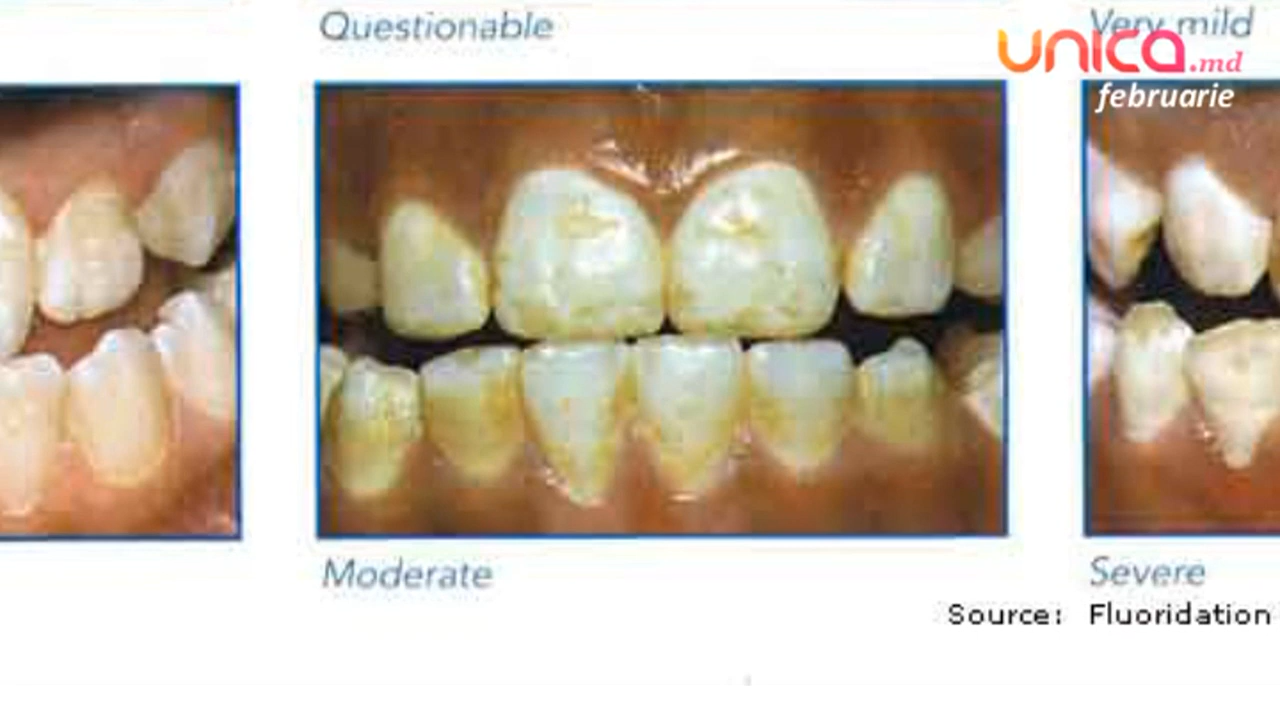 Questionable
Very mild
unica.md
februarie
Moderate
Severe
Source: Fluoridation